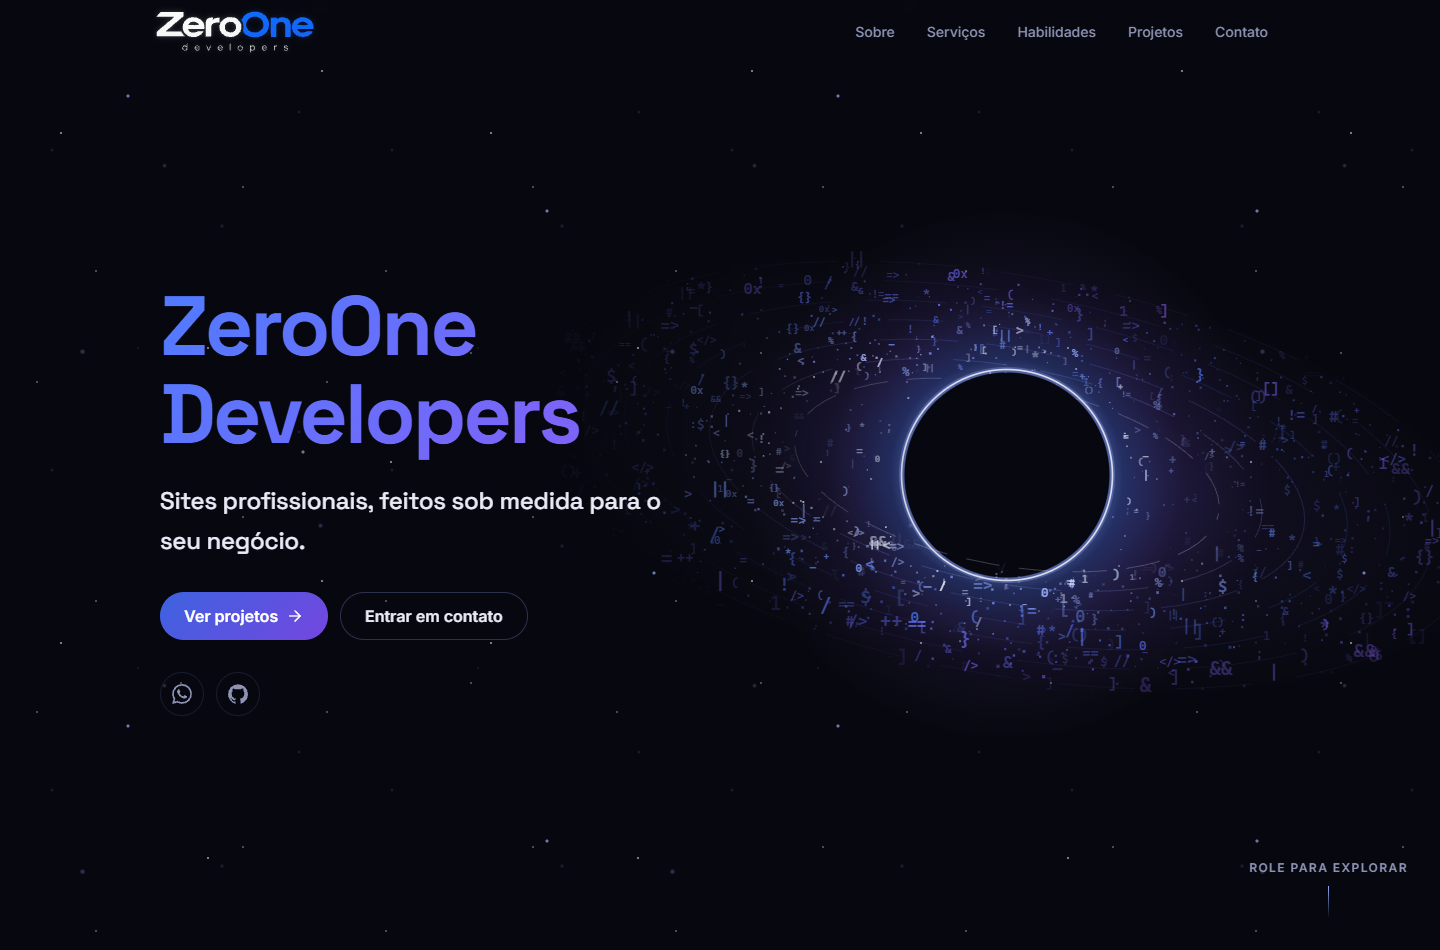 ZeroOne
developers
Sobre Serviços Habilidades Projetos Contato
ZeroOne
Developers
Sites profissionais, feitos sob medida para o
seu negócio.
Ver projetos → Entrar em contato
ROLE PARA EXPLORAR